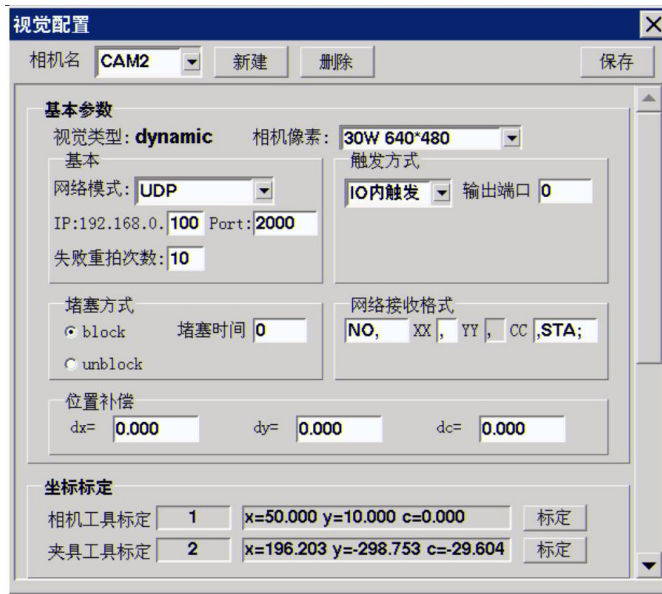 视觉配置
相机名 CAM2 新建 删除 保存
基本参数
视觉类型: dynamic 相机像素: 30W 640*480
基本
网络模式: UDP
IP:192.168.0. 100 Port: 2000
失败重拍次数: 10
触发方式
IO内触发 输出端口 0
堵塞方式
block 堵塞时间 0
unblock
网络接收格式
NO, XX , YY , CC ,STA;
位置补偿
dx= 0.000 dy= 0.000 dc= 0.000
坐标标定
相机工具标定 1 x=50.000 y=10.000 c=0.000 标定
夹具工具标定 2 x=196.203 y=-298.753 c=-29.604 标定